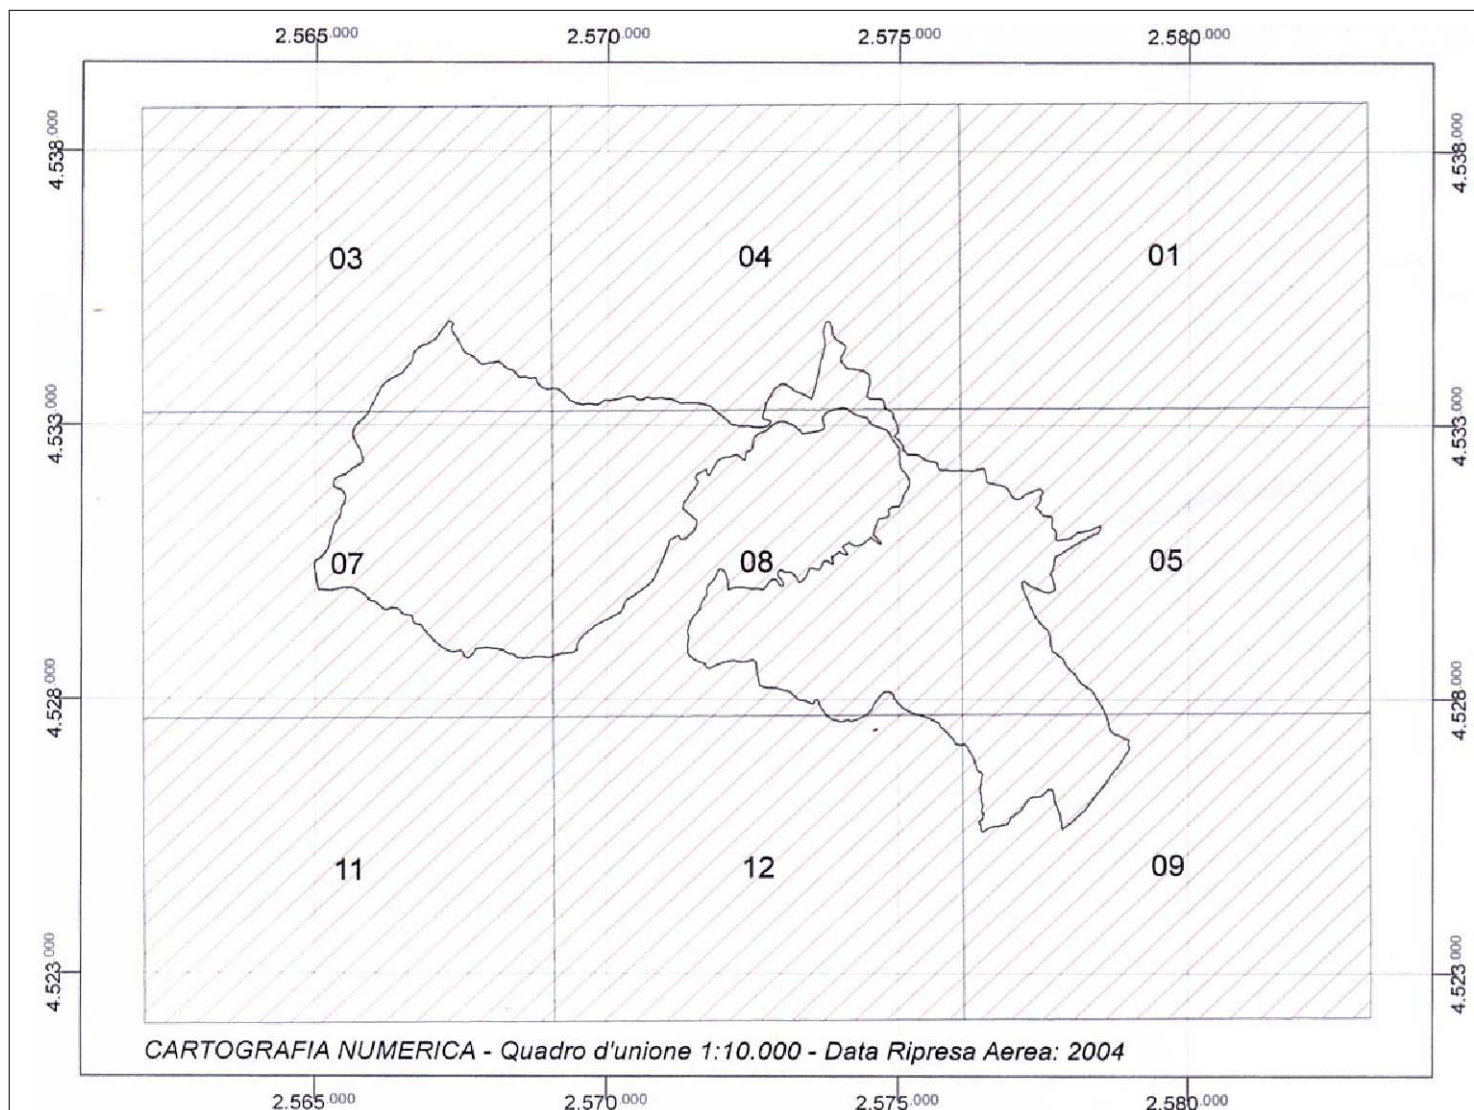 2.565.000 2.570.000 2.575.000 2.580.000
4.538.000 4.538.000
03 04 01
4.533.000 4.533.000
07 08 05
4.528.000 4.528.000
11 12 09
4.523.000 4.523.000
CARTOGRAFIA NUMERICA - Quadro d'unione 1:10.000 - Data Ripresa Aerea: 2004
2.565.000 2.570.000 2.575.000 2.580.000